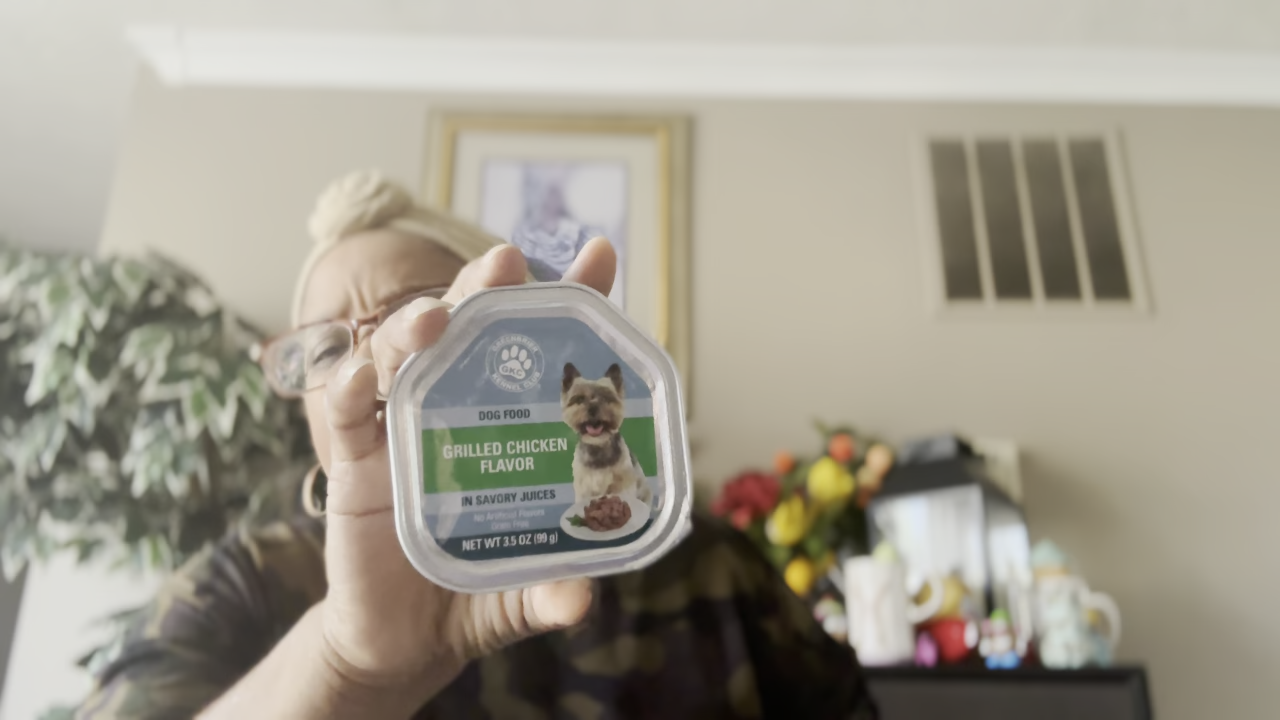 GREENBRIER
GKC
KENNEL CLUB
DOG FOOD
GRILLED CHICKEN
FLAVOR
IN SAVORY JUICES
No Artificial Flavors
Grain Free
NET WT 3.5 OZ (99 g)